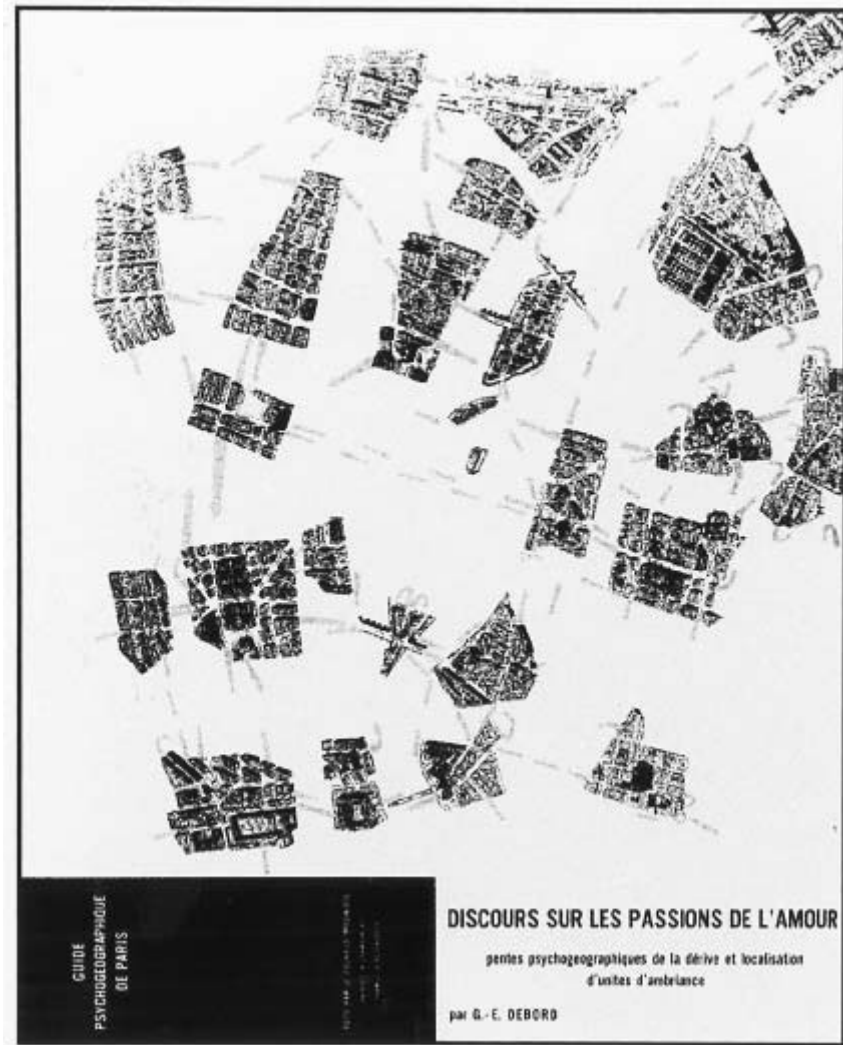 GUIDE
PSYCHOGEOGRAPHIQUE
DE PARIS
DISCOURS SUR LES PASSIONS DE L'AMOUR
pentes psychogeographiques de la dérive et localisation
d'unites d'ambriance
par G.-E. DEBORD